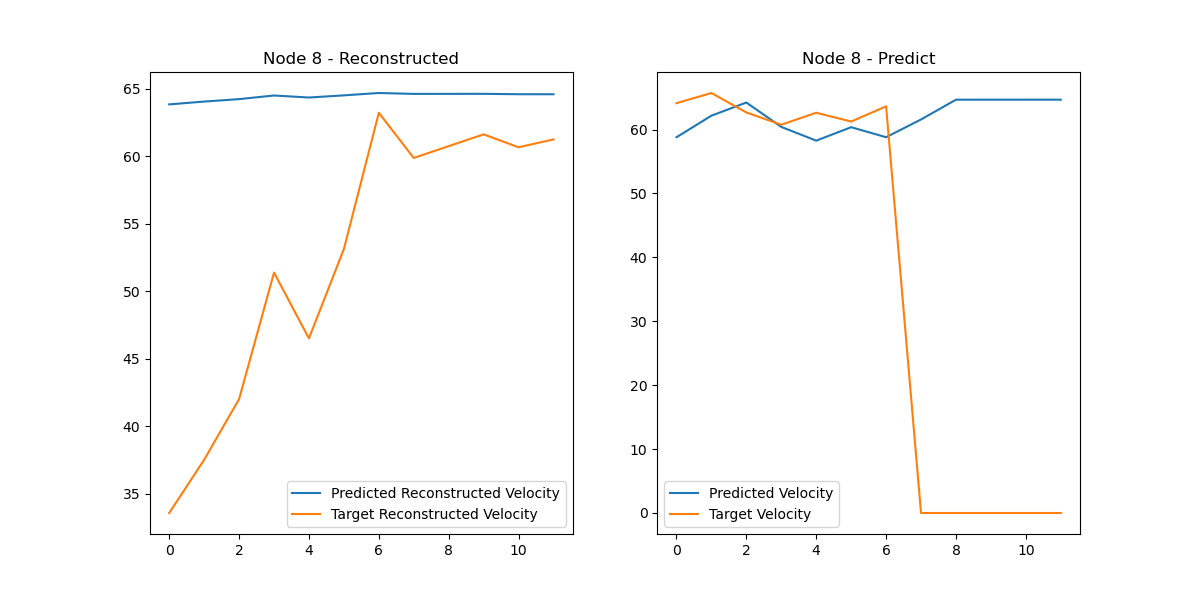 Node 8 - Reconstructed
65
60
55
50
45
40
35
0 2 4 6 8 10
Predicted Reconstructed Velocity
Target Reconstructed Velocity
Node 8 - Predict
60
50
40
30
20
10
0
0 2 4 6 8 10
Predicted Velocity
Target Velocity